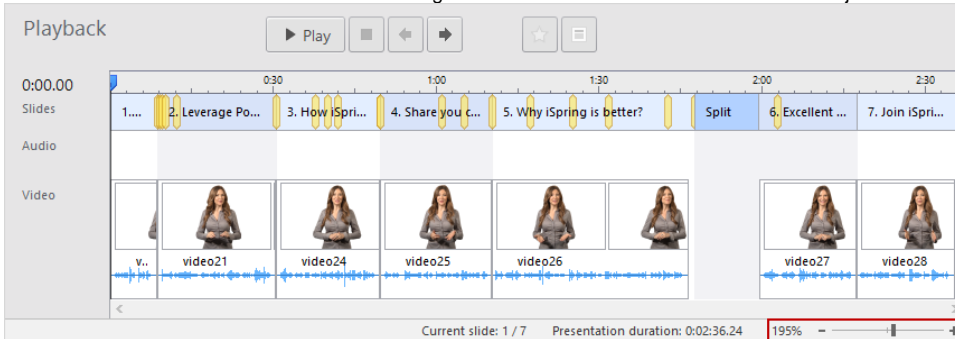 Playback
Play
0:00.00
0:30
1:00
1:30
2:00
2:30
Slides
1....
2. Leverage Po...
3. How iSpri...
4. Share you c...
5. Why iSpring is better?
Split
6. Excellent ...
7. Join iSpri...
Audio
Video
v..
video21
video24
video25
video26
video27
video28
Current slide: 1 / 7
Presentation duration: 0:02:36.24
195%